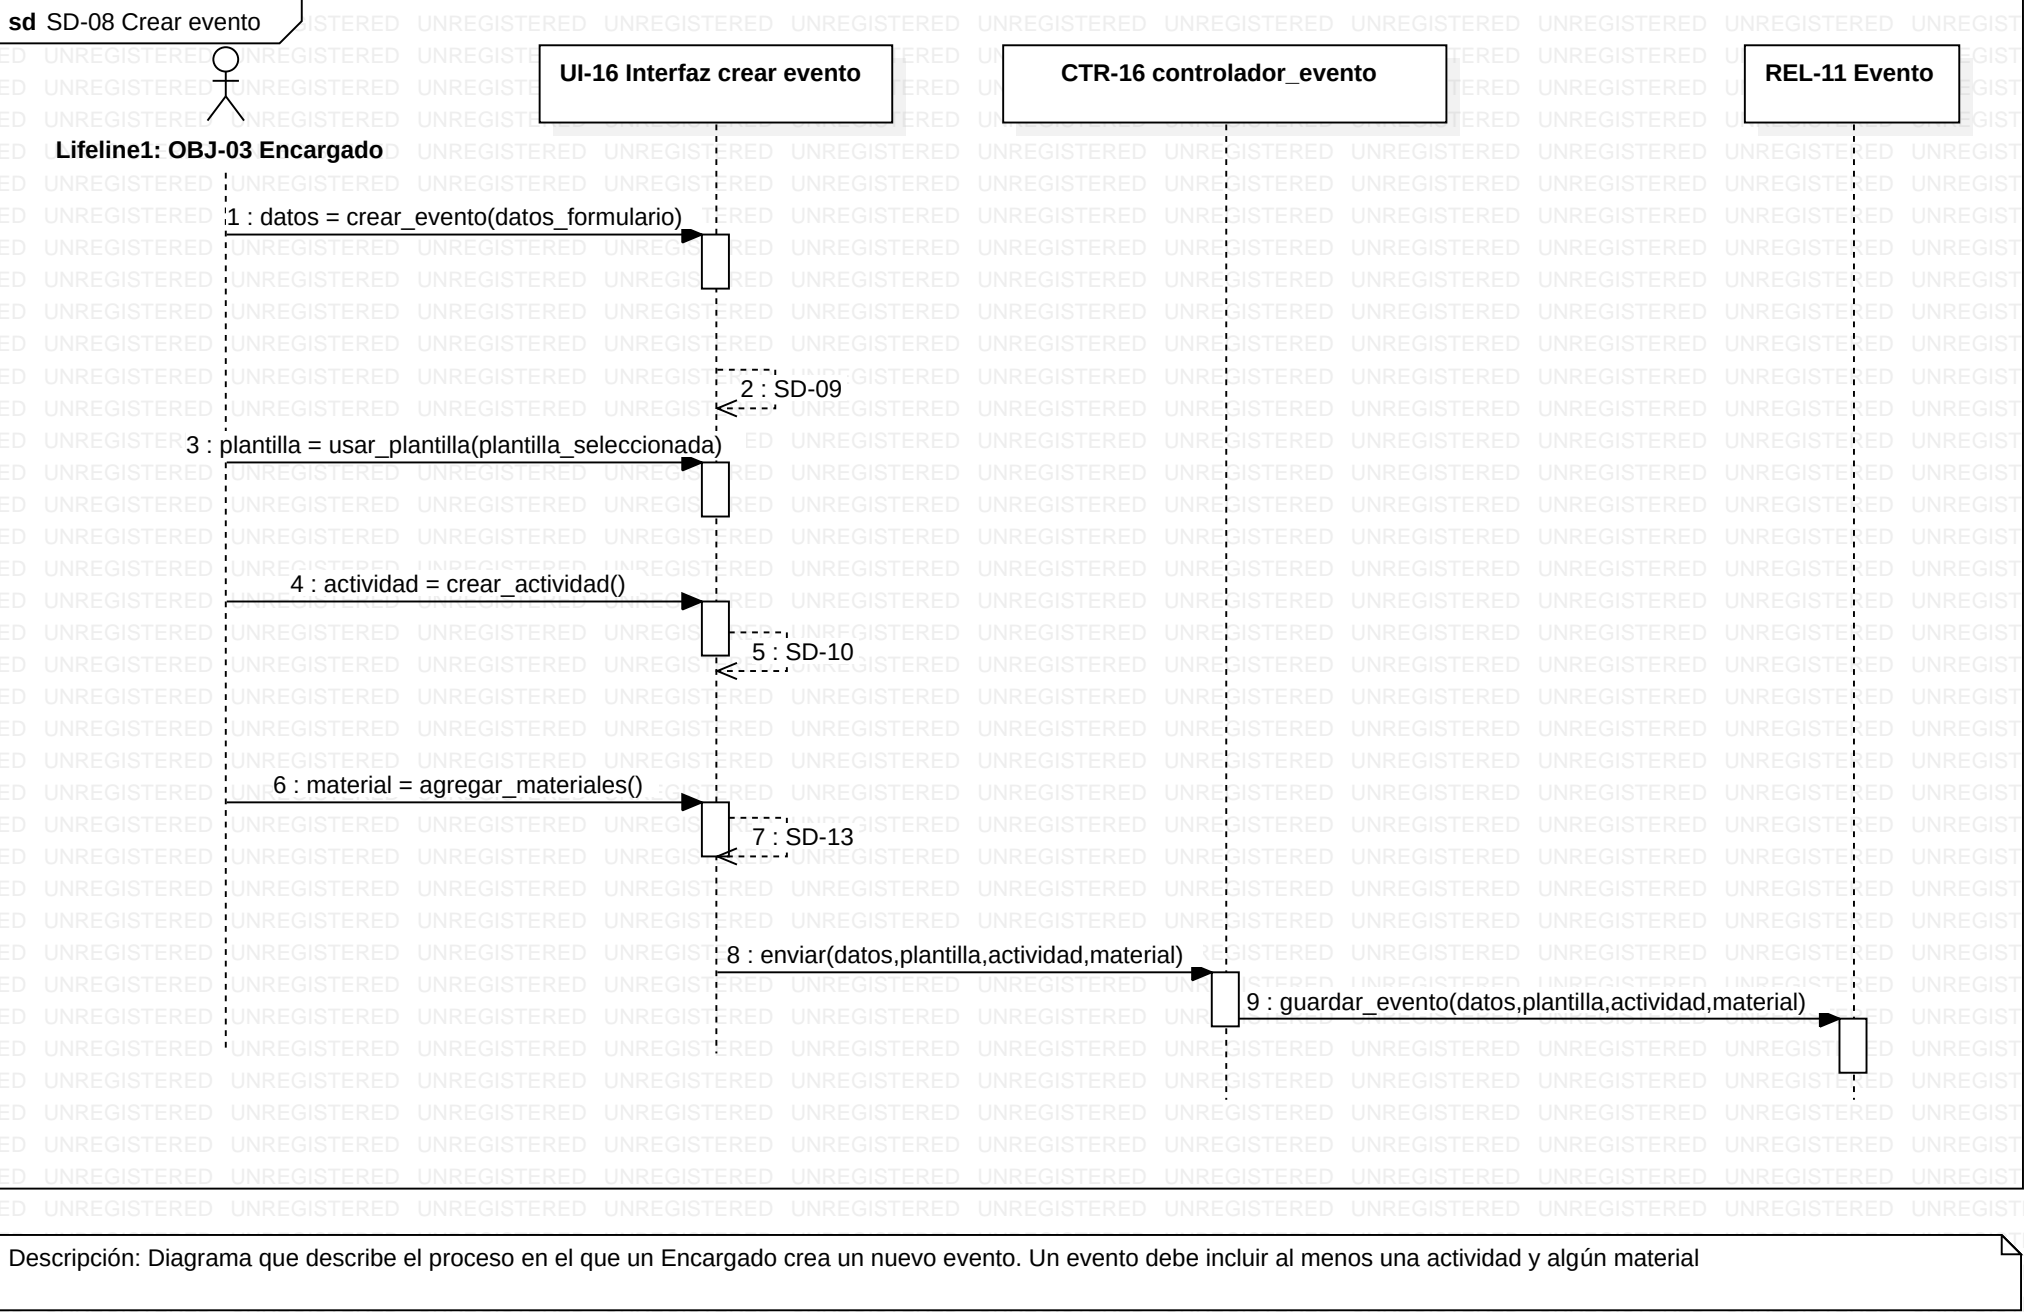 sd SD-08 Crear evento
UI-16 Interfaz crear evento
CTR-16 controlador_evento
REL-11 Evento
Lifeline1: OBJ-03 Encargado
1 : datos = crear_evento(datos_formulario)
2 : SD-09
3 : plantilla = usar_plantilla(plantilla_seleccionada)
4 : actividad = crear_actividad()
5 : SD-10
6 : material = agregar_materiales()
7 : SD-13
8 : enviar(datos,plantilla,actividad,material)
9 : guardar_evento(datos,plantilla,actividad,material)
Descripción: Diagrama que describe el proceso en el que un Encargado crea un nuevo evento. Un evento debe incluir al menos una actividad y algún material
UNREGISTERED